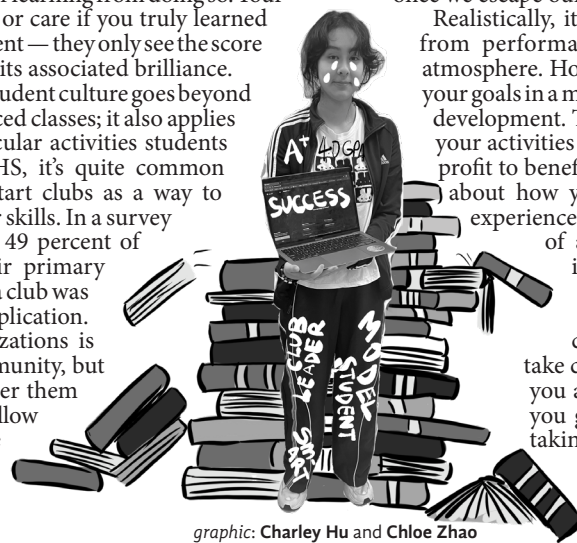 learning from doing so. Your
or care if you truly learned
ent — they only see the score
its associated brilliance.
tudent culture goes beyond
ced classes; it also applies
cular activities students
HS, it's quite common
tart clubs as a way to
r skills. In a survey
49 percent of
ir primary
a club was
plication.
zations is
munity, but
er them
llow
A+
4.0 GPA
SUCCESS
CLUB
LEADER
MODEL
STUDENT
once we escape
Realistically, it
from performa
atmosphere. Ho
your goals in a m
development. T
your activities
profit to benef
about how y
experience
of a
i
c
take c
you a
you g
taking
graphic: Charley Hu and Chloe Zhao